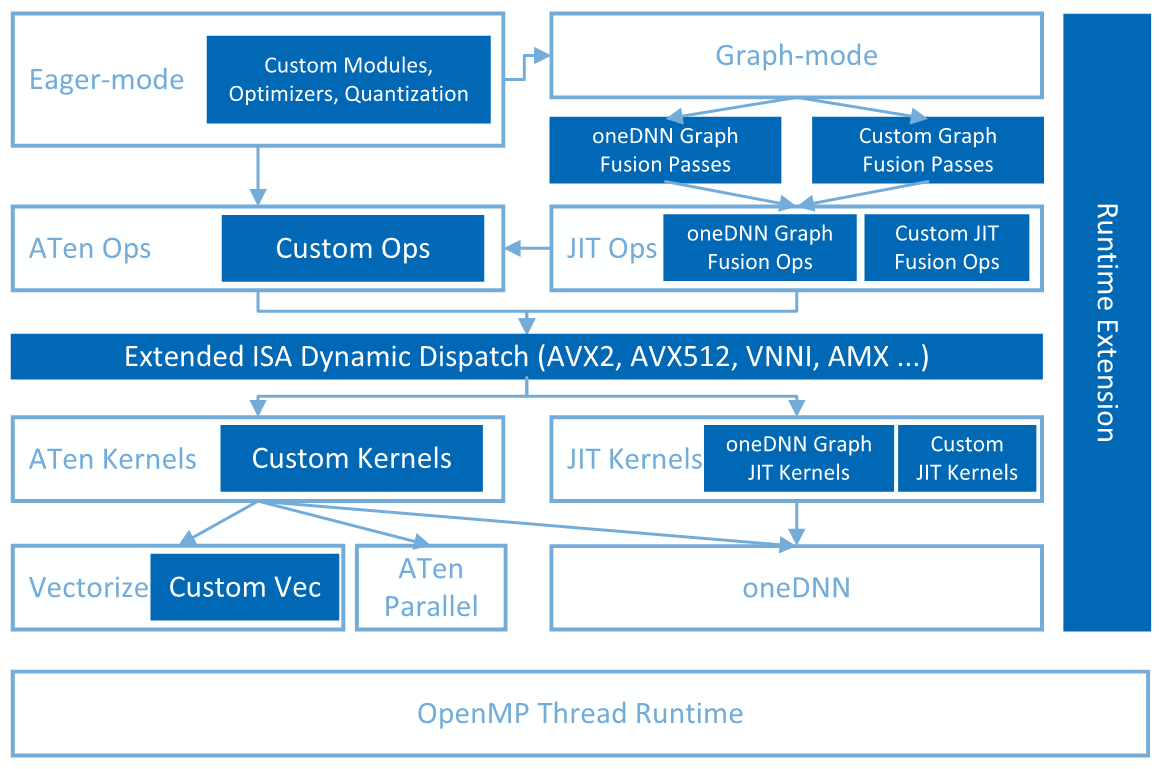 Eager-mode
Custom Modules,
Optimizers, Quantization
Graph-mode
oneDNN Graph
Fusion Passes
Custom Graph
Fusion Passes
ATen Ops
Custom Ops
JIT Ops
oneDNN Graph
Fusion Ops
Custom JIT
Fusion Ops
Extended ISA Dynamic Dispatch (AVX2, AVX512, VNNI, AMX ...)
ATen Kernels
Custom Kernels
JIT Kernels
oneDNN Graph
JIT Kernels
Custom
JIT Kernels
Vectorize
Custom Vec
ATen
Parallel
oneDNN
Runtime Extension
OpenMP Thread Runtime